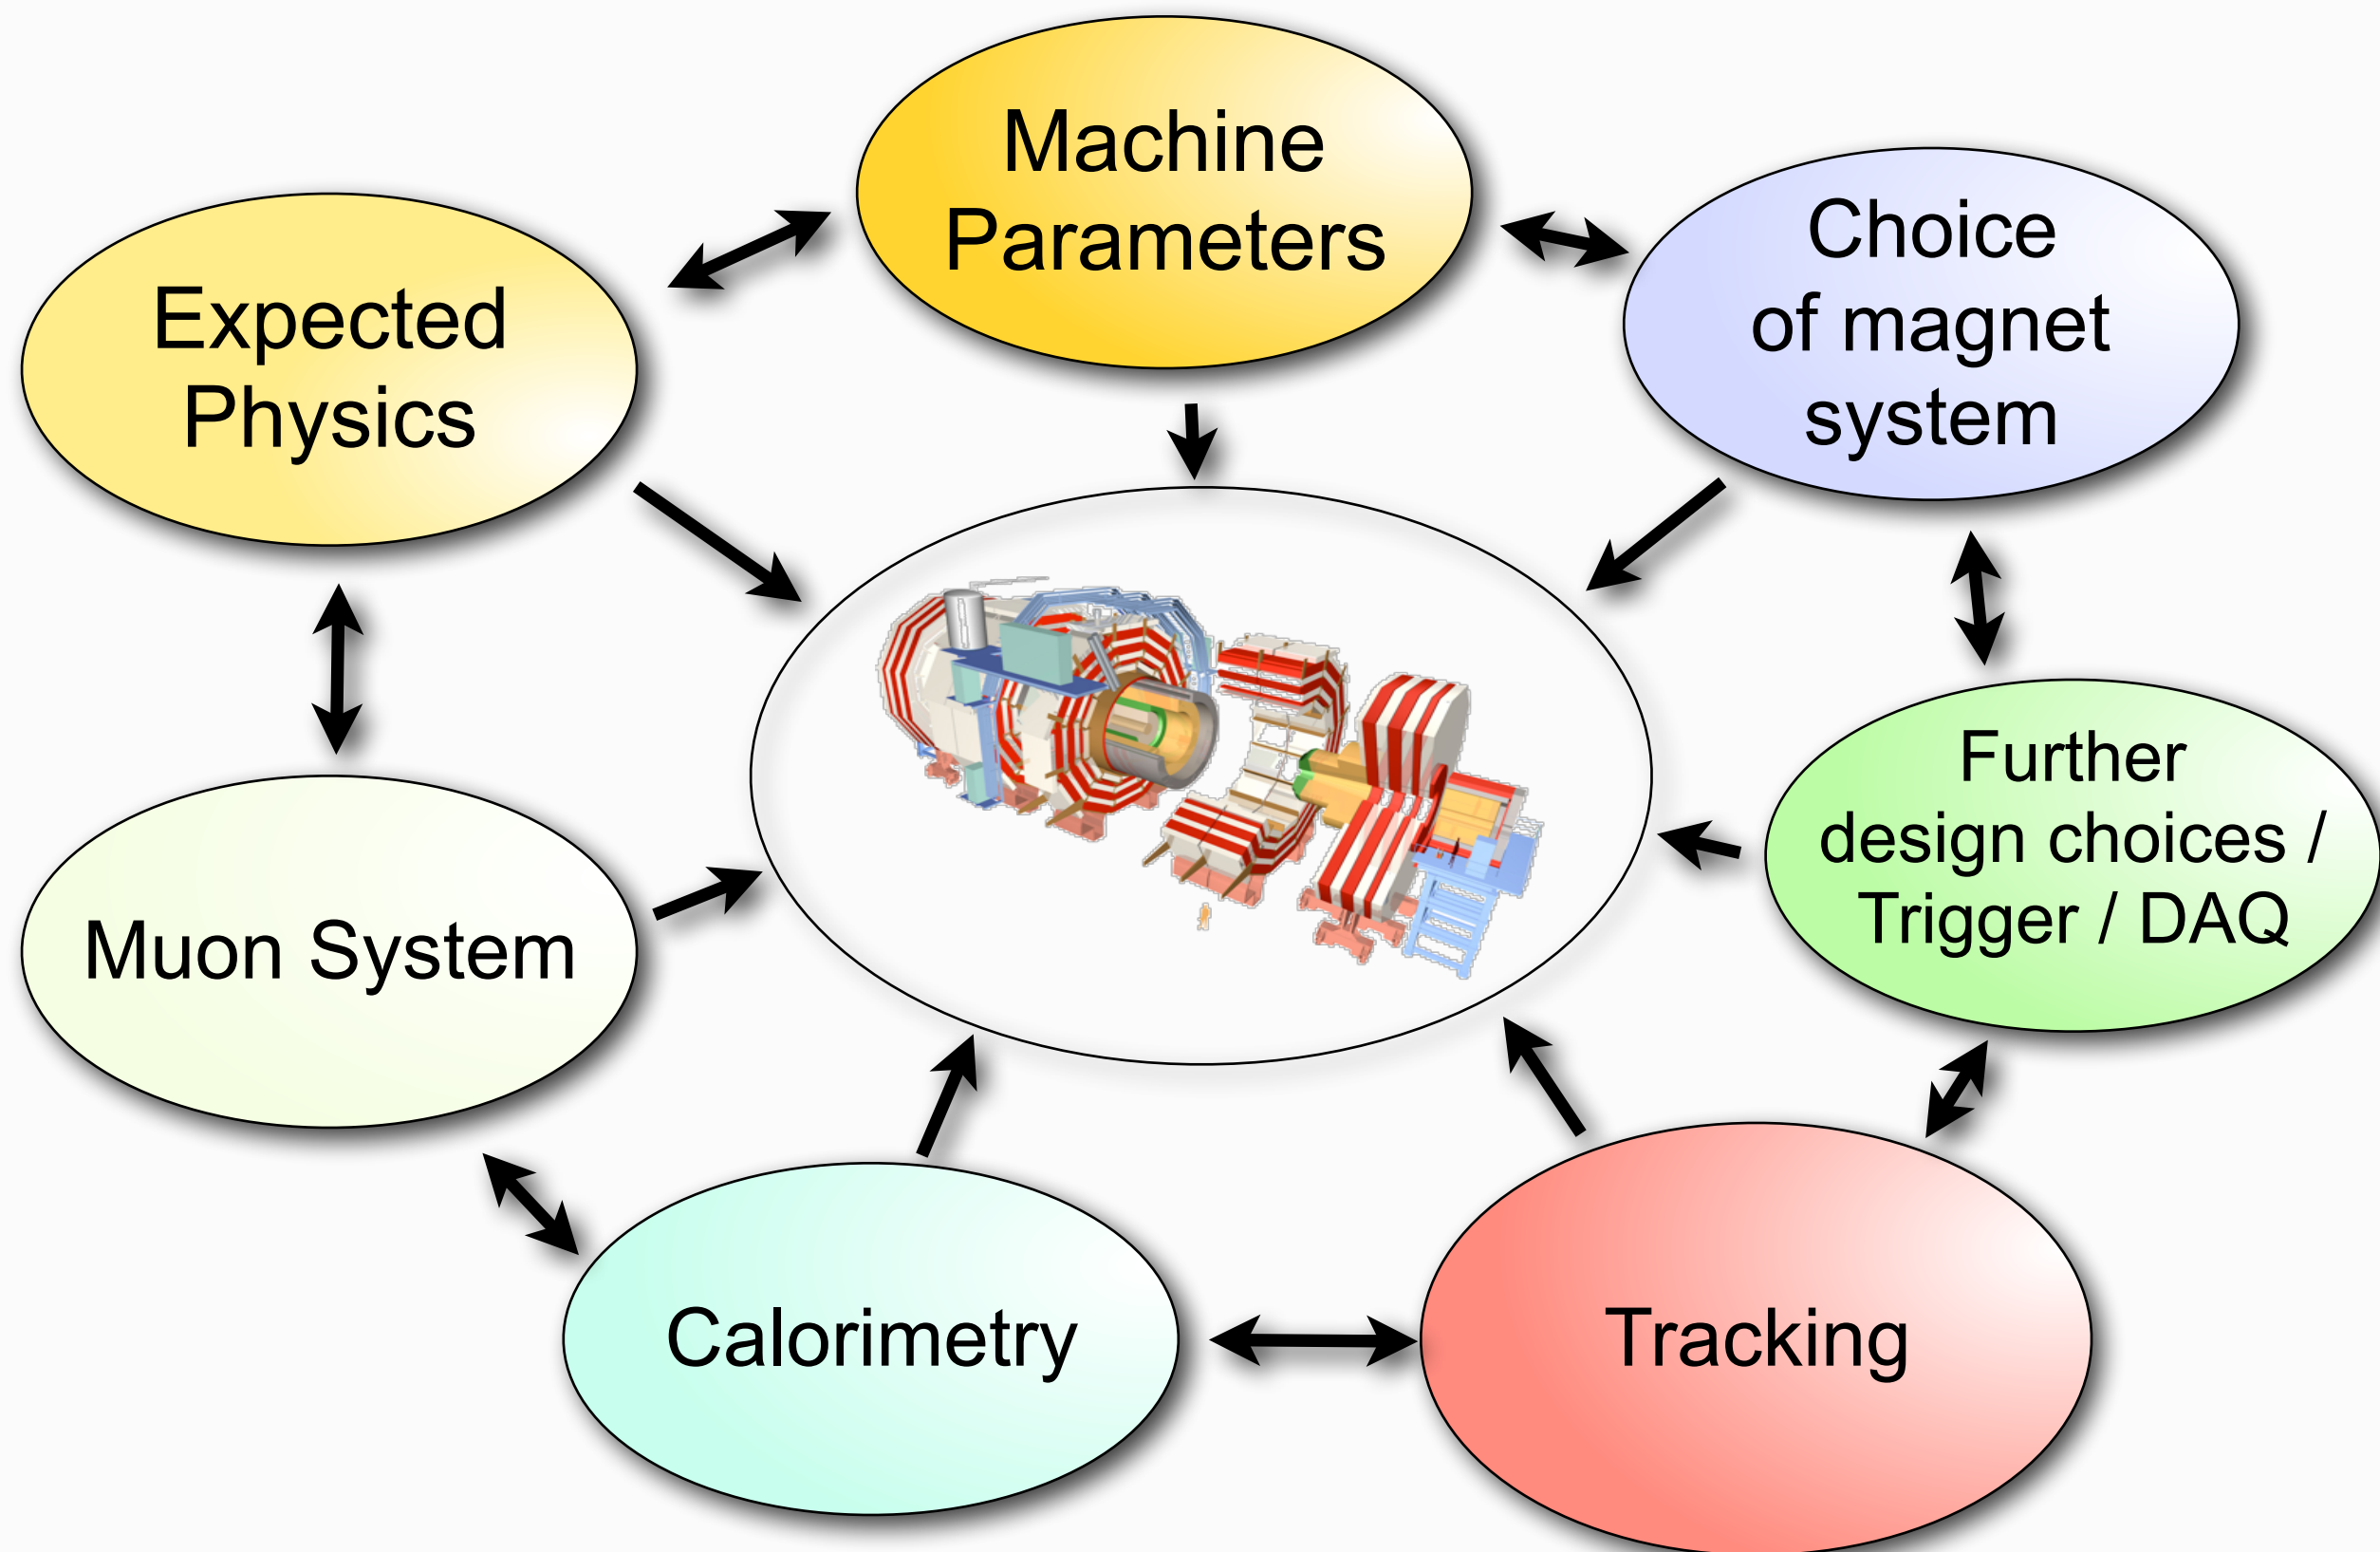 Machine
Parameters
Expected
Physics
Choice
of magnet
system
Further
design choices /
Trigger / DAQ
Muon System
Calorimetry
Tracking